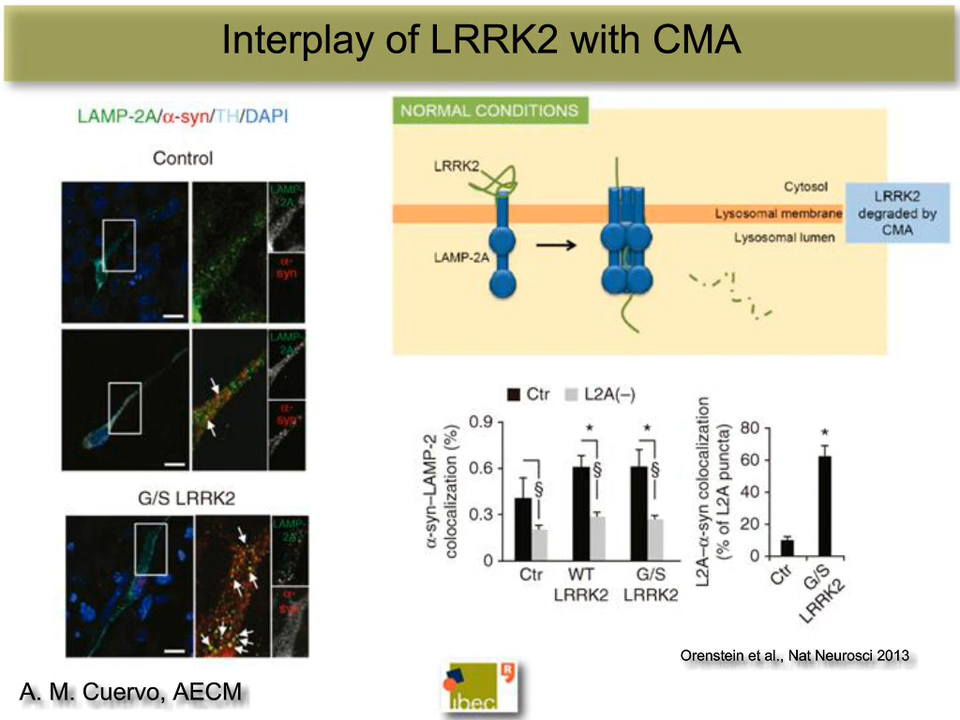 Interplay of LRRK2 with CMA
LAMP-2A/α-syn/TH/DAPI
Control
LAMP-
2A
α-
syn
LAMP-
2A
α-
syn
G/S LRRK2
LAMP-
2A
α-
syn
NORMAL CONDITIONS
LRRK2
Cytosol
Lysosomal membrane
Lysosomal lumen
LAMP-2A
LRRK2
degraded by
CMA
Ctr L2A(–)
α-syn–LAMP-2
colocalization (%)
0.9
0.6
0.3
0
* *
§ § §
Ctr WT G/S
LRRK2 LRRK2
L2A–α-syn colocalization
(% of L2A puncta)
80
60
40
20
0
*
Ctr
G/S
LRRK2
Orenstein et al., Nat Neurosci 2013
A. M. Cuervo, AECM
ibec
R